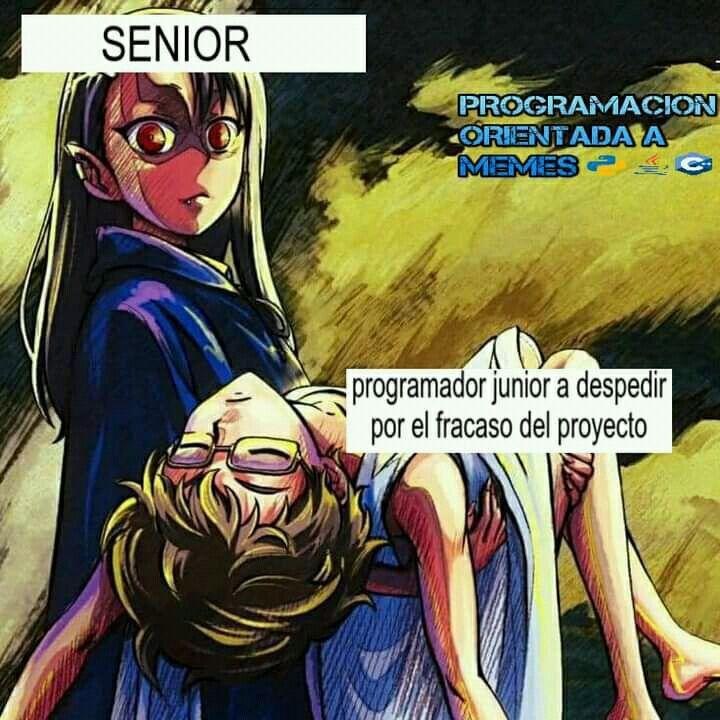 SENIOR
PROGRAMACION
ORIENTADA A
MEMES
programador junior a despedir
por el fracaso del proyecto